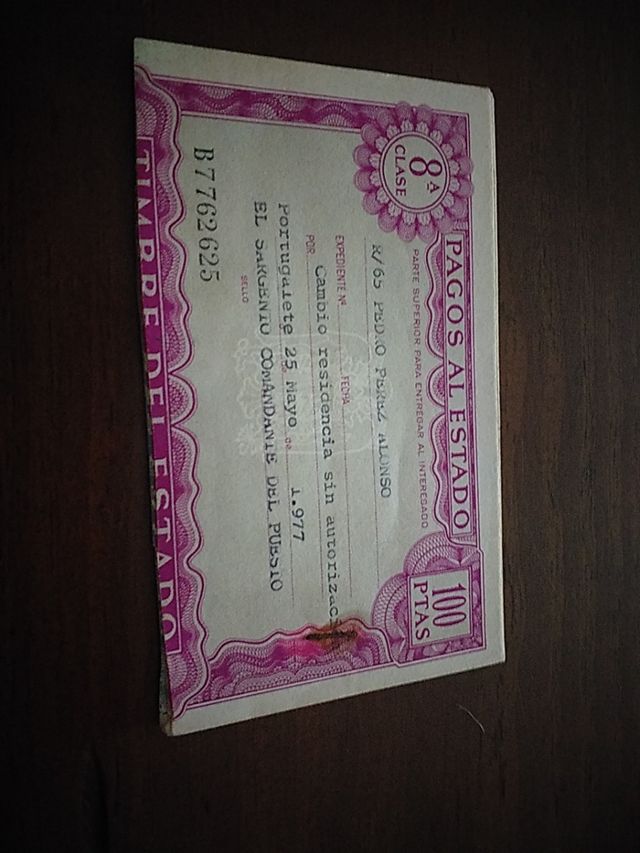 8ª
CLASE
PAGOS AL ESTADO
100
PTAS
PARTE SUPERIOR PARA ENTREGAR AL INTERESADO
R/65 PEDRO PEREZ ALONSO
EXPEDIENTE Nº FECHA
POR Cambio residencia sin autorizaci
Portugalete 25 de Mayo de 1.977
EL SARGENTO COMANDANTE DEL PUESTO
SELLO
B7762625
TIMBRE DEL ESTADO